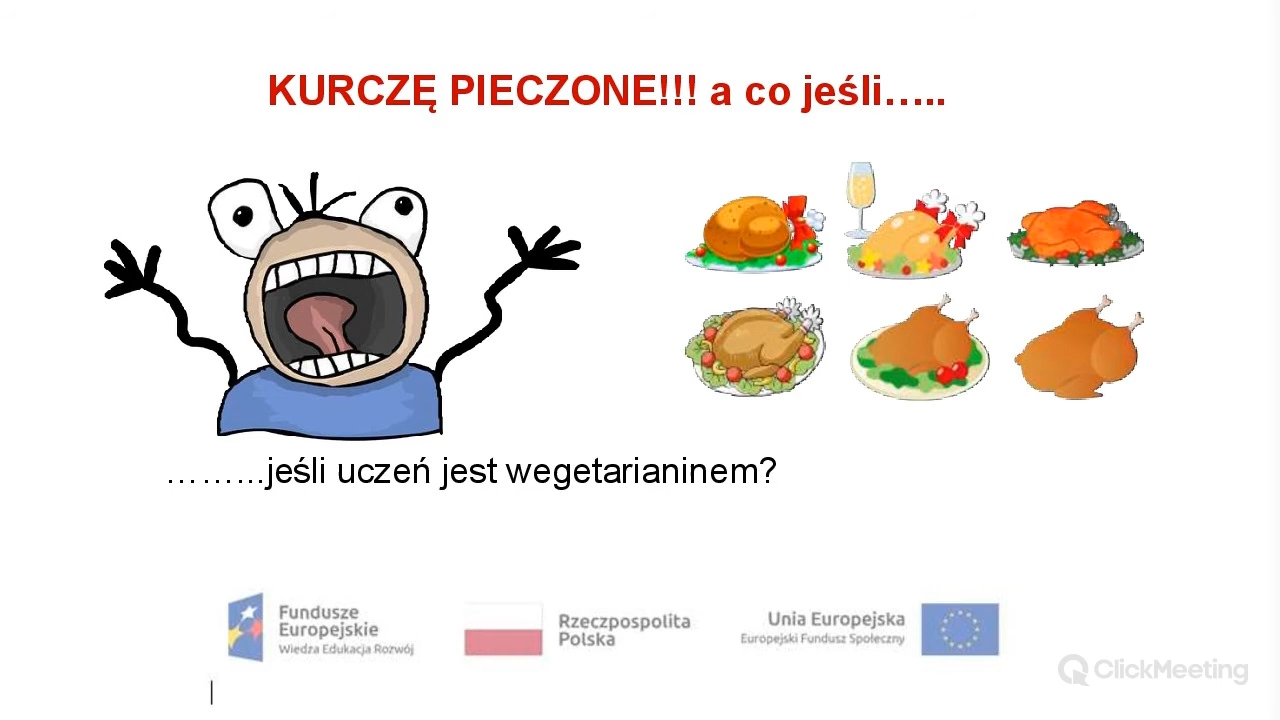 KURCZĘ PIECZONE!!! a co jeśli…..
……...jeśli uczeń jest wegetarianinem?
Fundusze
Europejskie
Wiedza Edukacja Rozwój
Rzeczpospolita
Polska
Unia Europejska
Europejski Fundusz Społeczny
ClickMeeting